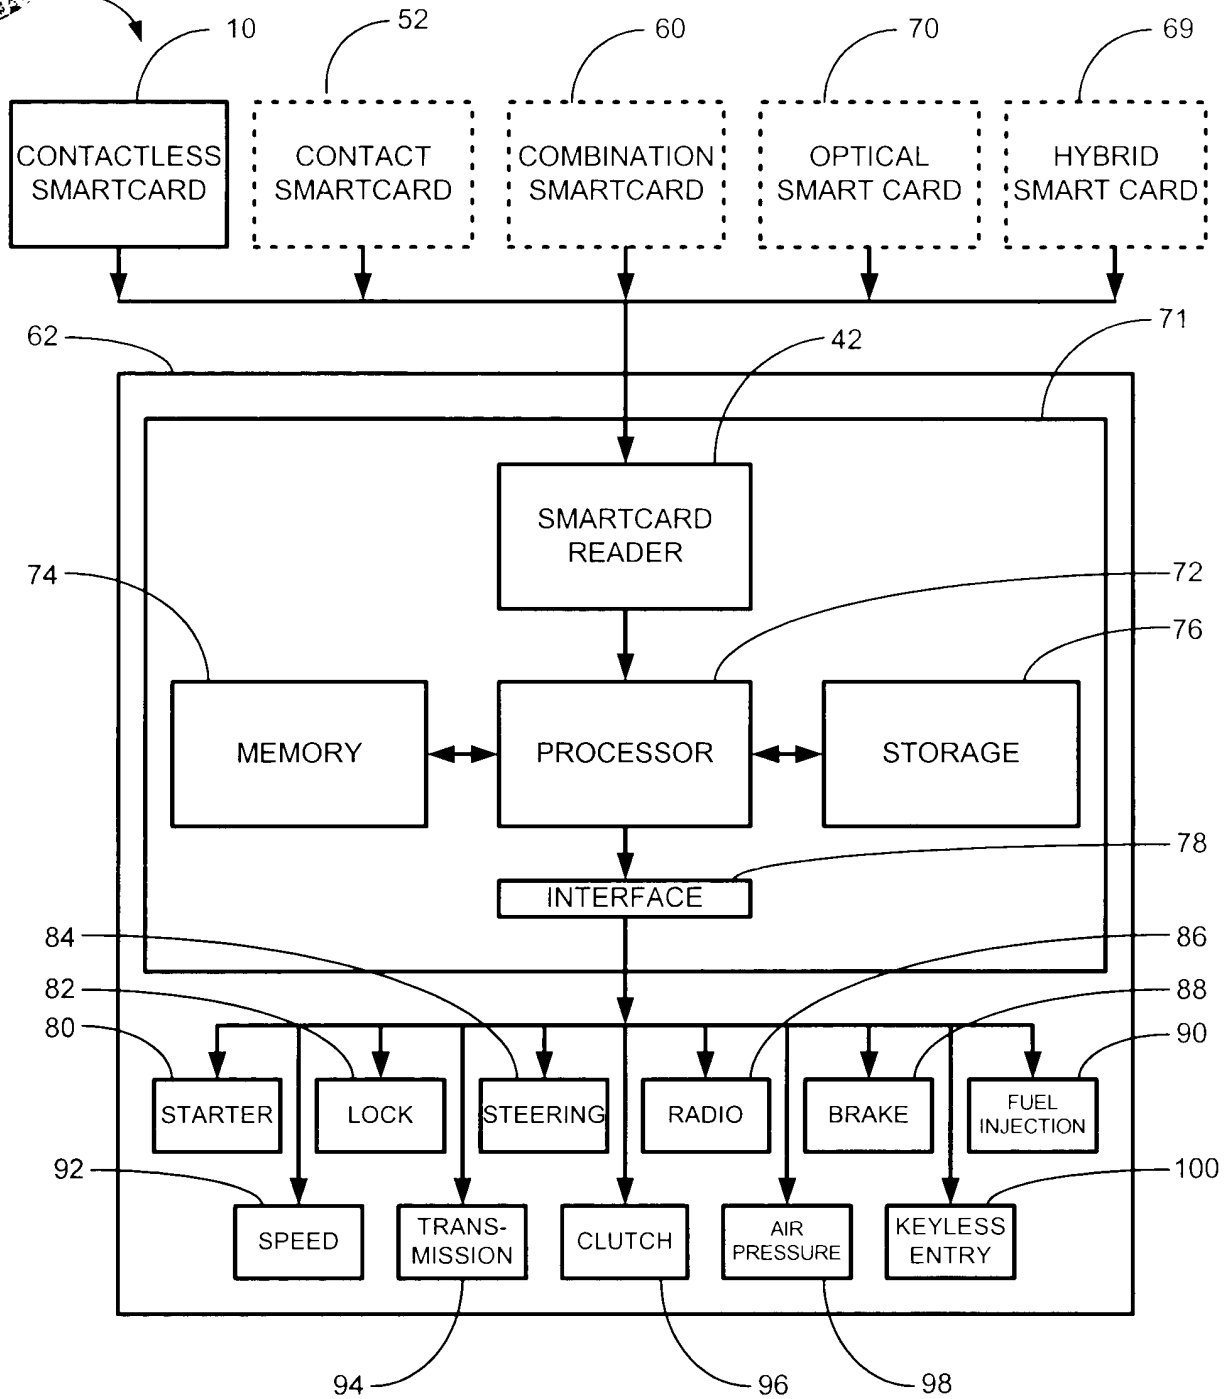 10
52
60
70
69
CONTACTLESS
SMARTCARD
CONTACT
SMARTCARD
COMBINATION
SMARTCARD
OPTICAL
SMART CARD
HYBRID
SMART CARD
62
42
71
SMARTCARD
READER
74
72
76
MEMORY
PROCESSOR
STORAGE
78
INTERFACE
84
86
82
88
80
90
STARTER
LOCK
STEERING
RADIO
BRAKE
FUEL
INJECTION
92
100
SPEED
TRANS-
MISSION
CLUTCH
AIR
PRESSURE
KEYLESS
ENTRY
94
96
98